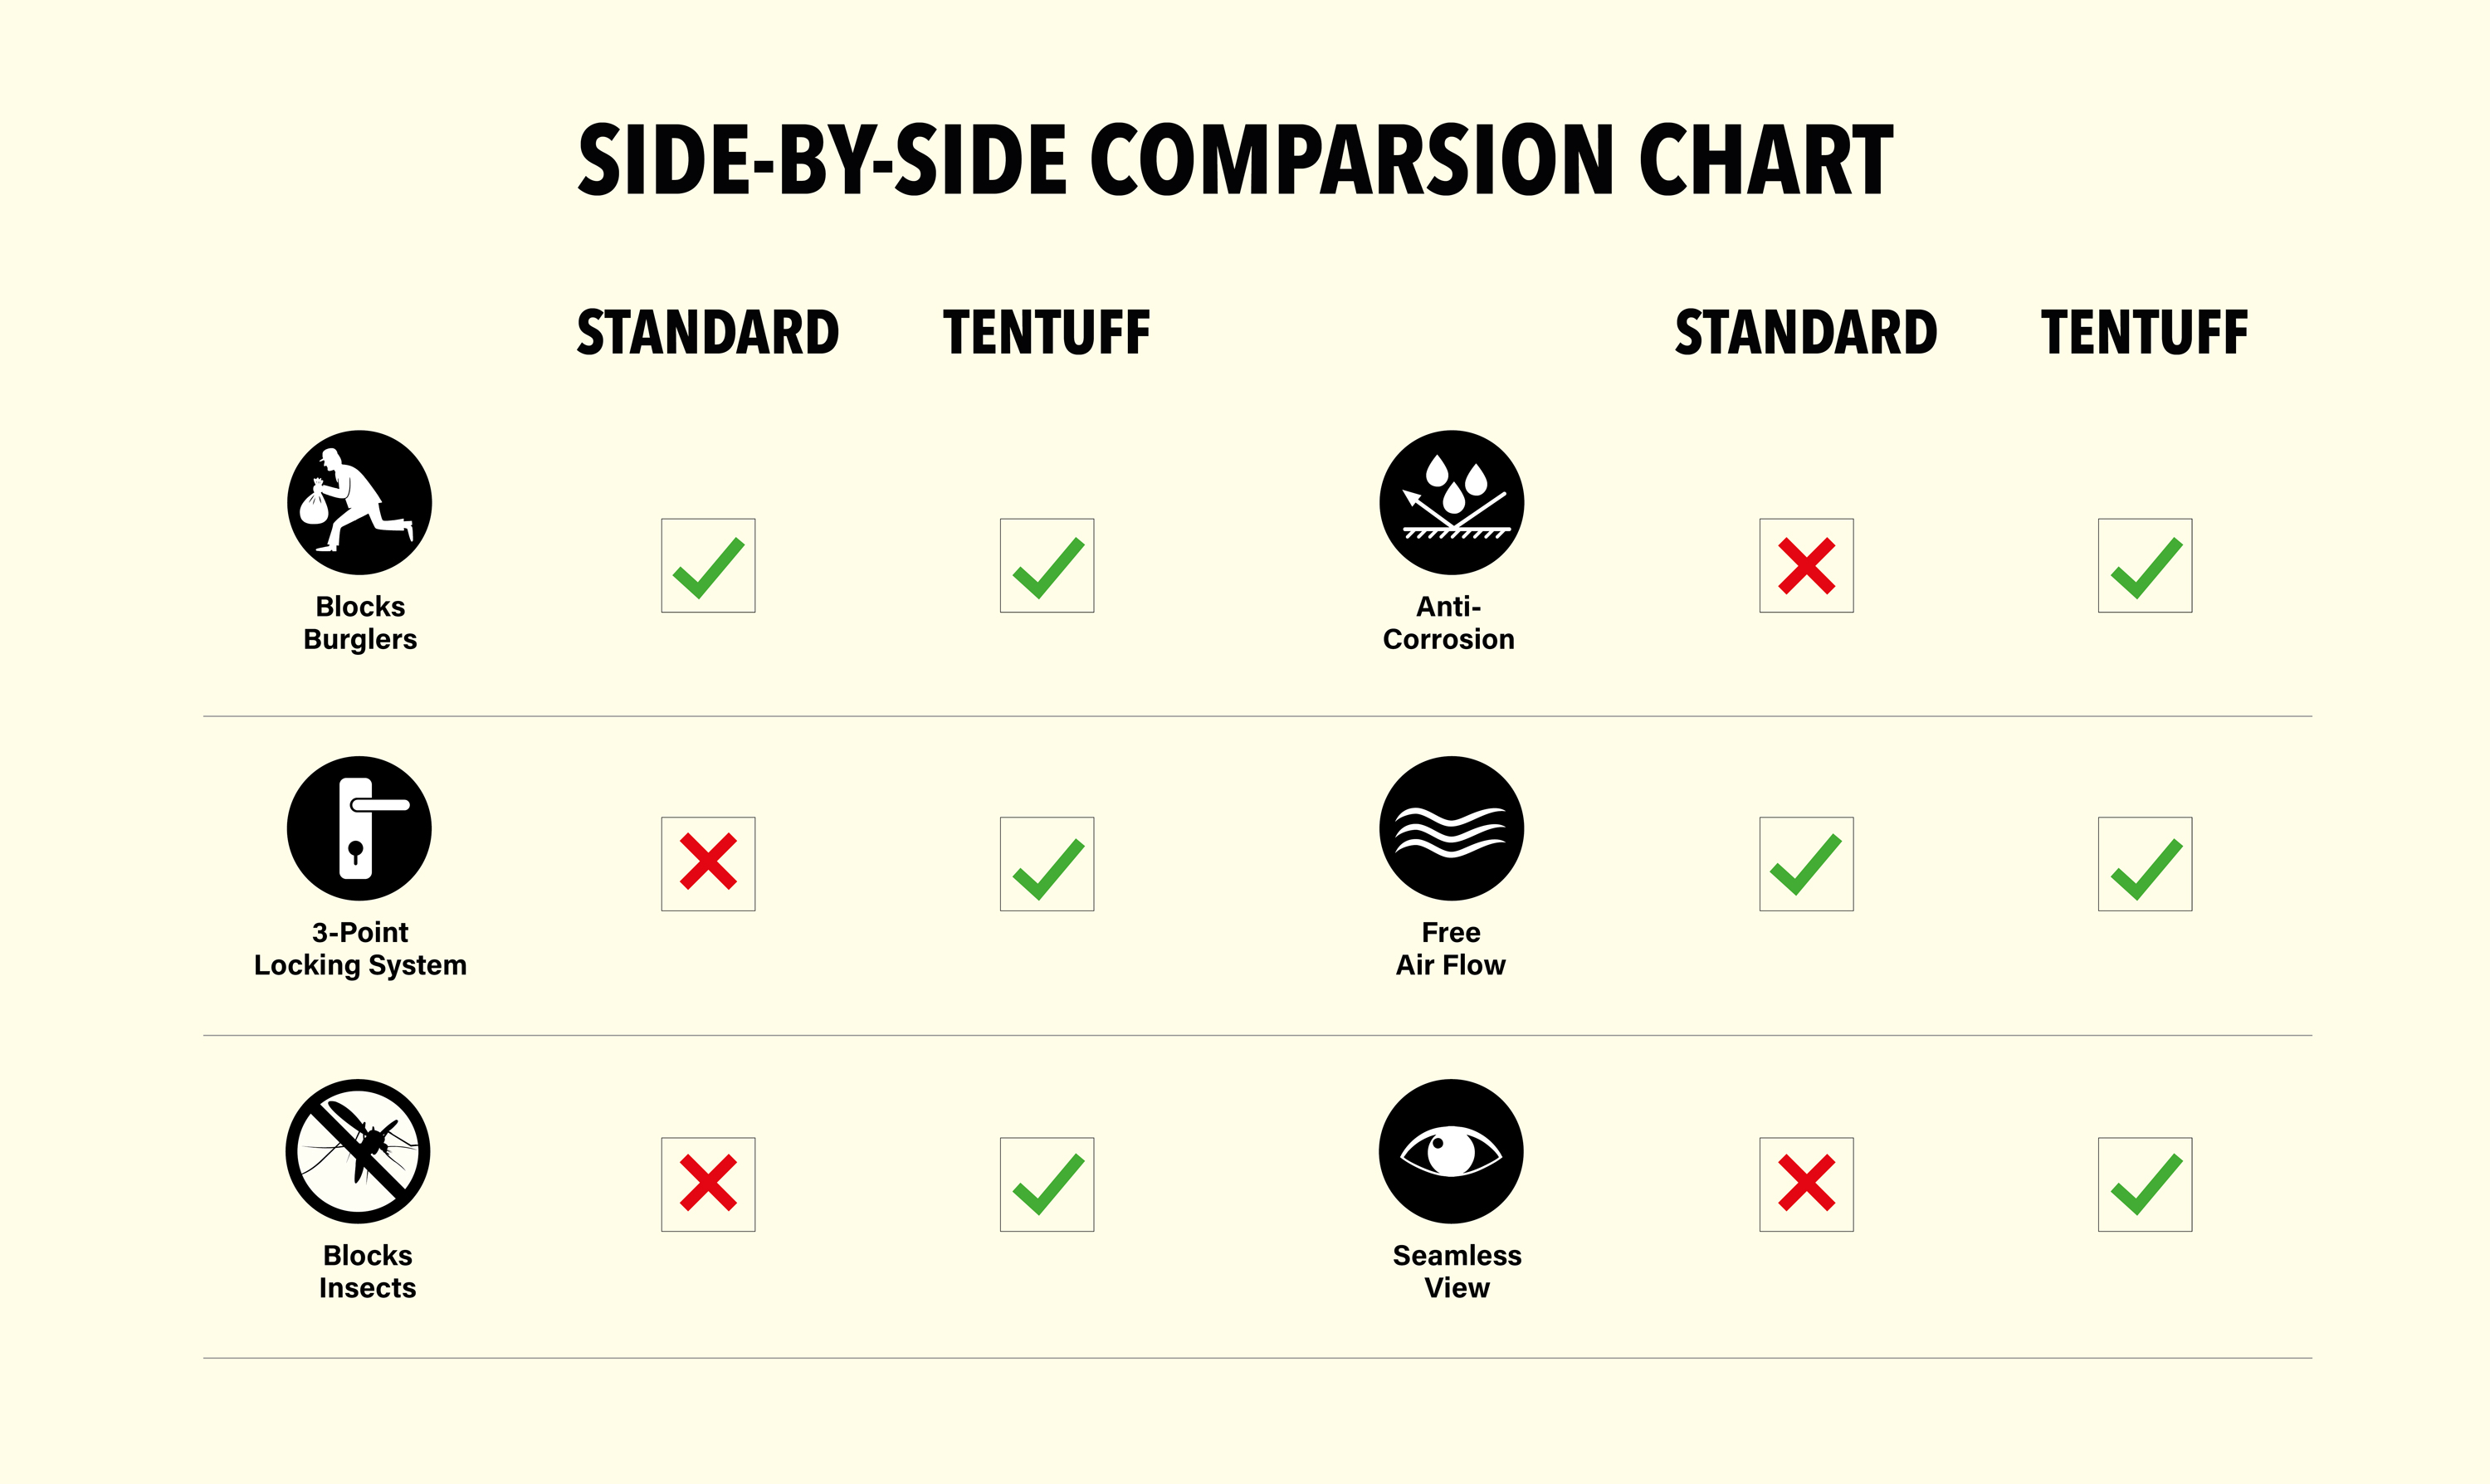 SIDE-BY-SIDE COMPARSION CHART
STANDARD
TENTUFF
STANDARD
TENTUFF
Blocks
Burglers
Anti-
Corrosion
3-Point
Locking System
Free
Air Flow
Blocks
Insects
Seamless
View